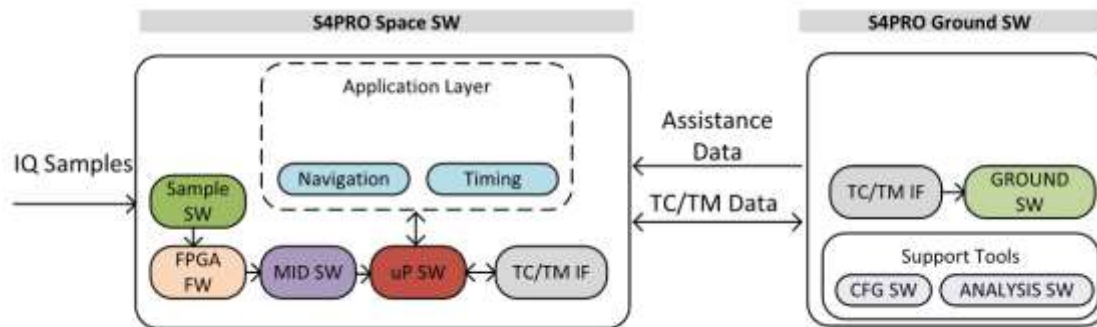 S4PRO Space SW
S4PRO Ground SW
Application Layer
Navigation
Timing
IQ Samples
Sample
SW
FPGA
FW
MID SW
uP SW
TC/TM IF
Assistance
Data
TC/TM Data
TC/TM IF
GROUND
SW
Support Tools
CFG SW
ANALYSIS SW